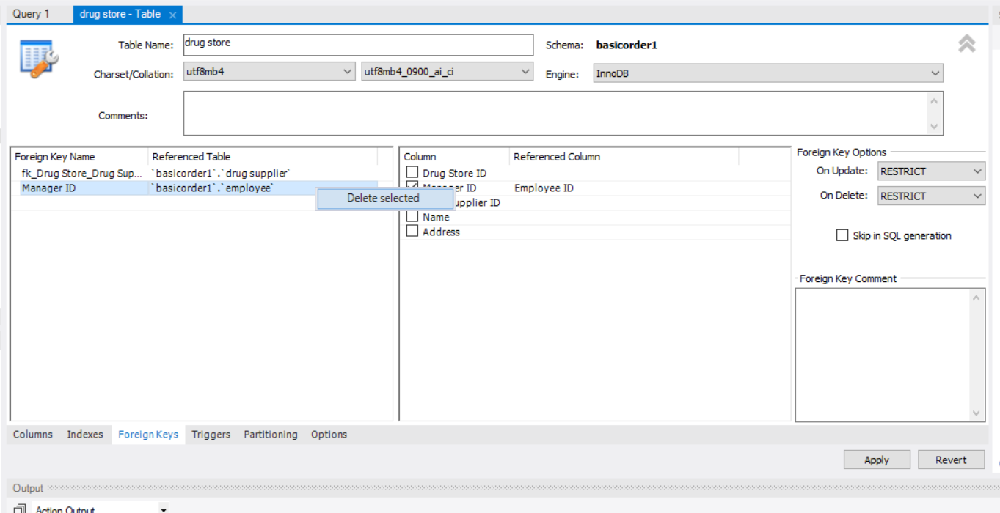 Query 1 drug store - Table ×
Table Name: drug store Schema: basicorder1
Charset/Collation: utf8mb4 utf8mb4_0900_ai_ci Engine: InnoDB
Comments:
Foreign Key Name Referenced Table Column Referenced Column Foreign Key Options
fk_Drug Store_Drug Sup... `basicorder1`.`drug supplier` Drug Store ID On Update: RESTRICT
Manager ID `basicorder1`.`employee` Manager ID Employee ID
Delete selected On Delete: RESTRICT
upplier ID
Name
Address Skip in SQL generation
Foreign Key Comment
Columns Indexes Foreign Keys Triggers Partitioning Options
Apply Revert
Output
Action Output